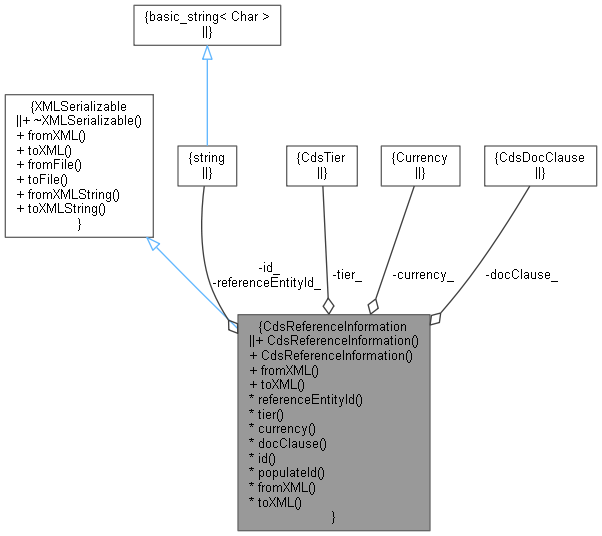 {basic_string< Char >
||}
{XMLSerializable
||+ ~XMLSerializable()
+ fromXML()
+ toXML()
+ fromFile()
+ toFile()
+ fromXMLString()
+ toXMLString()
}
{string
||}
{CdsTier
||}
{Currency
||}
{CdsDocClause
||}
-id_
-referenceEntityId_
-tier_
-currency_
-docClause_
{CdsReferenceInformation
||+ CdsReferenceInformation()
+ CdsReferenceInformation()
+ fromXML()
+ toXML()
* referenceEntityId()
* tier()
* currency()
* docClause()
* id()
* populateId()
* fromXML()
* toXML()
}